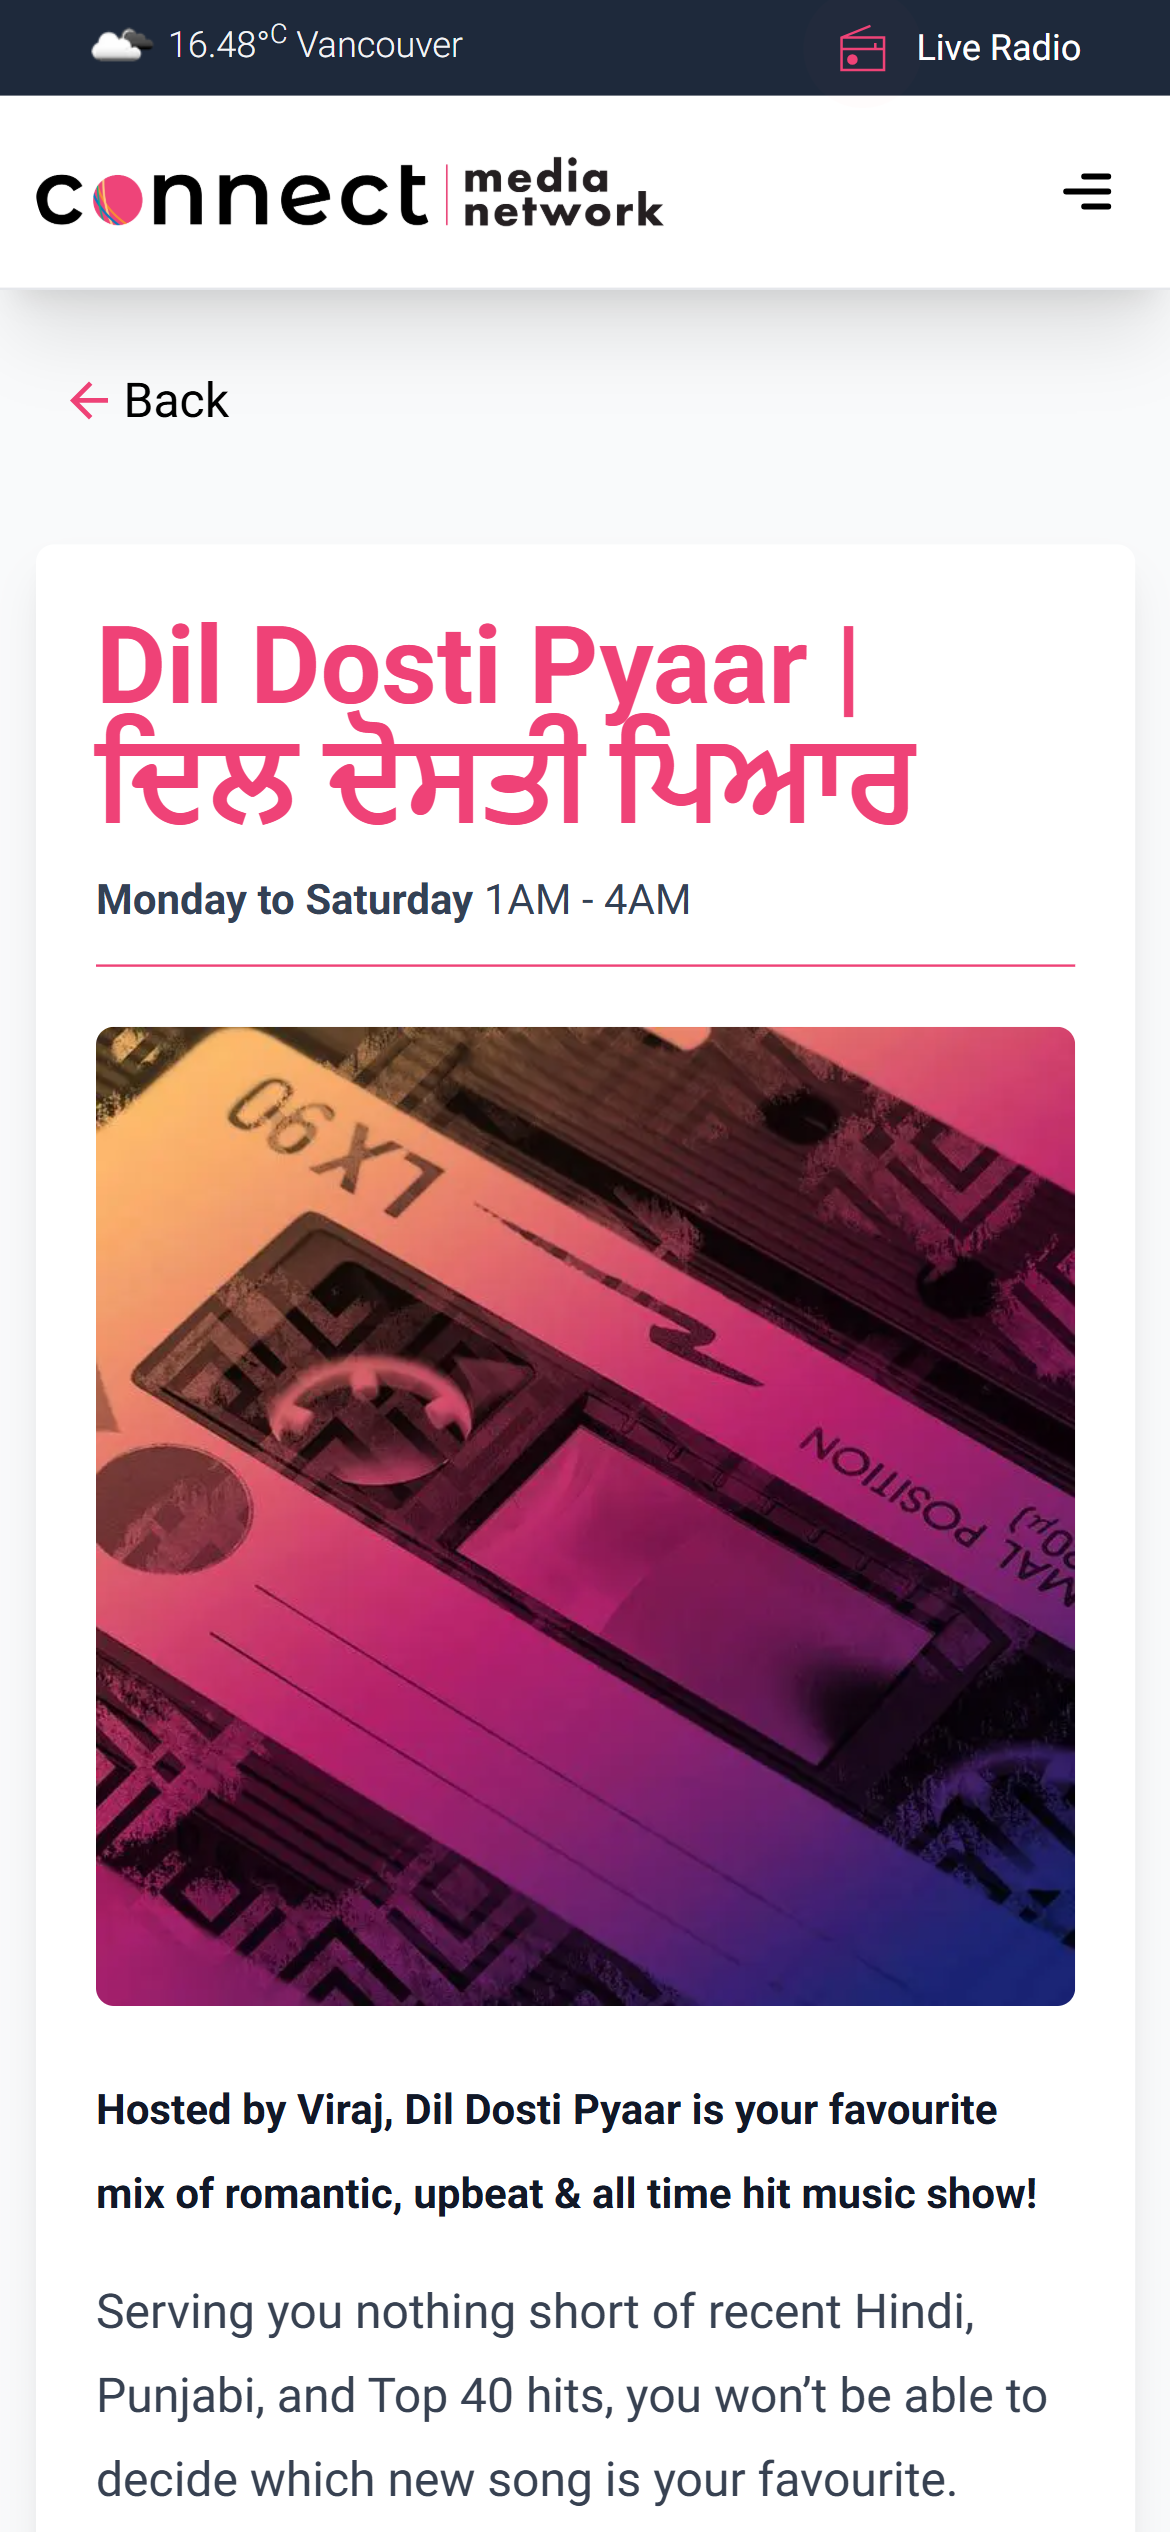 16.48°C Vancouver
Live Radio
connect
media
network
Back
Dil Dosti Pyaar |
ਦਿਲ ਦੋਸਤੀ ਪਿਆਰ
Monday to Saturday 1AM - 4AM
LX90
POSITION
Hosted by Viraj, Dil Dosti Pyaar is your favourite
mix of romantic, upbeat & all time hit music show!
Serving you nothing short of recent Hindi,
Punjabi, and Top 40 hits, you won’t be able to
decide which new song is your favourite.